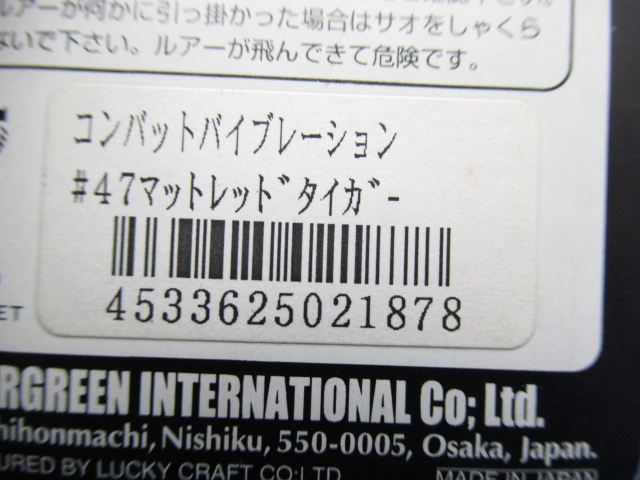 ルアーが何かに引っ掛かった場合はサオをしゃくら
ないで下さい。ルアーが飛んできて危険です。
コンバットバイブレーション
#47マットレッドタイガー
4533625021878
ET
RGREEN INTERNATIONAL Co; Ltd.
hihonmachi, Nishiku, 550-0005, Osaka, Japan.
URED BY LUCKY CRAFT CO:LTD
MADE IN JAPAN